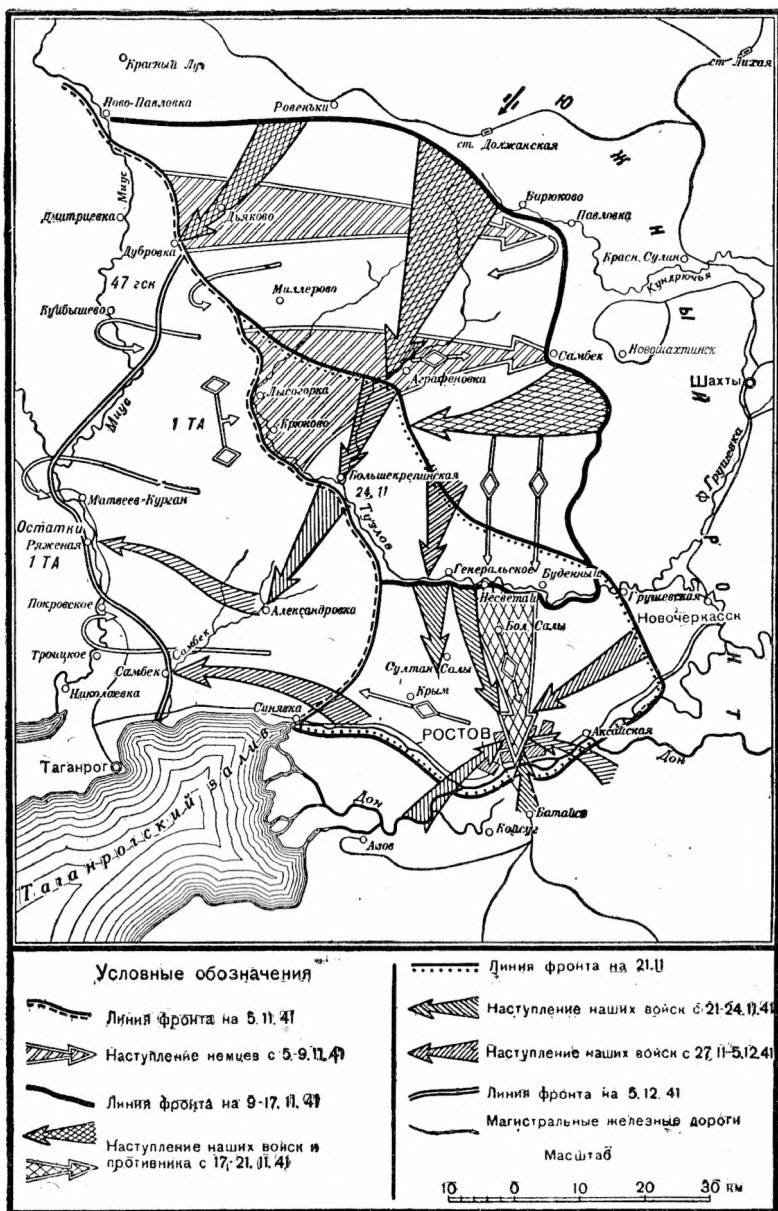 Красный Луч
ст. Лихая
Ново-Павловка
Ровеньки
Ю
ст. Должанская
Ж
Миус
Бирюково
Дмитриевка
Дьяково
Павловка
Н
Дубровка
Красн. Сулин
47 гск
Кундрючья
Миллерово
Куйбышево
Ы
Самбек
Новошахтинск
Аграфеновка
Шахты
Лысогорка
Й
1 ТА
Миус
Крюково
Грушевка
Большекрепинская
24.11
Ф
Матвеев-Курган
Тузлов
Р
Остатки
Ряженая
1 ТА
Генеральское
Буденный
О
Несветай
Грушевская
Покровское
Александровка
Новочеркасск
Бол. Салы
Н
Троицкое
Самбек
Султан Салы
Самбек
Николаевка
Крым
Т
Синявка
РОСТОВ
Аксайская
Дон
Таганрог
Дон
Батайск
Койсуг
Азов
Таганрогский залив
Условные обозначения
Линия фронта на 5.11.41
Наступление немцев с 5-9.11.41
Линия фронта на 9-17.11.41
Наступление наших войск и
противника с 17-21.11.41
Линия фронта на 21.11
Наступление наших войск с 21-24.11.41
Наступление наших войск с 27.11-5.12.41
Линия фронта на 5.12.41
Магистральные железные дороги
Масштаб
10 0 10 20 30 км